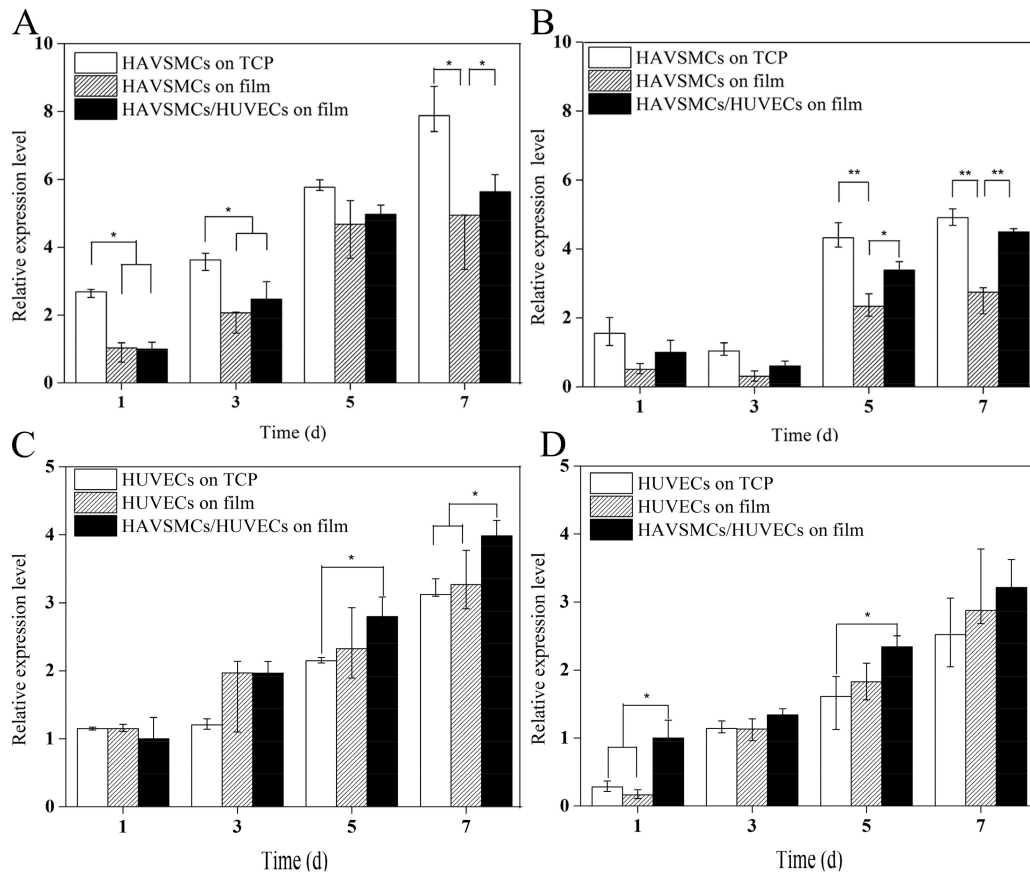 A
HAVSMCs on TCP
HAVSMCs on film
HAVSMCs/HUVECs on film
Relative expression level
10
8
6
4
2
0
*
*
*
*
1 3 5 7
Time (d)
B
HAVSMCs on TCP
HAVSMCs on film
HAVSMCs/HUVECs on film
Relative expression level
10
8
6
4
2
0
**
*
**
**
1 3 5 7
Time (d)
C
HUVECs on TCP
HUVECs on film
HAVSMCs/HUVECs on film
Relative expression level
5
4
3
2
1
0
*
*
1 3 5 7
Time (d)
D
HUVECs on TCP
HUVECs on film
HAVSMCs/HUVECs on film
Relative expression level
5
4
3
2
1
0
*
*
1 3 5 7
Time (d)